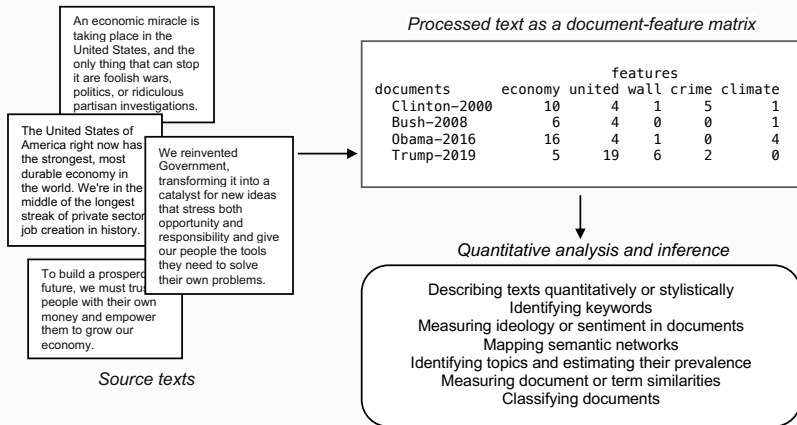 An economic miracle is
taking place in the
United States, and the
only thing that can stop
it are foolish wars,
politics, or ridiculous
partisan investigations.
The United States of
America right now has
the strongest, most
durable economy in
the world. We're in the
middle of the longest
streak of private sector
job creation in history.
We reinvented
Government,
transforming it into a
catalyst for new ideas
that stress both
opportunity and
responsibility and give
our people the tools
they need to solve
their own problems.
To build a
future, we must
people with their own
money and empower
them to grow our
economy.
Source texts
Processed text as a document-feature matrix
features
documents economy united wall crime climate
Clinton-2000 10 4 1 5 1
Bush-2008 6 4 0 0 1
Obama-2016 16 4 1 0 4
Trump-2019 5 19 6 2 0
Quantitative analysis and inference
Describing texts quantitatively or stylistically
Identifying keywords
Measuring ideology or sentiment in documents
Mapping semantic networks
Identifying topics and estimating their prevalence
Measuring document or term similarities
Classifying documents